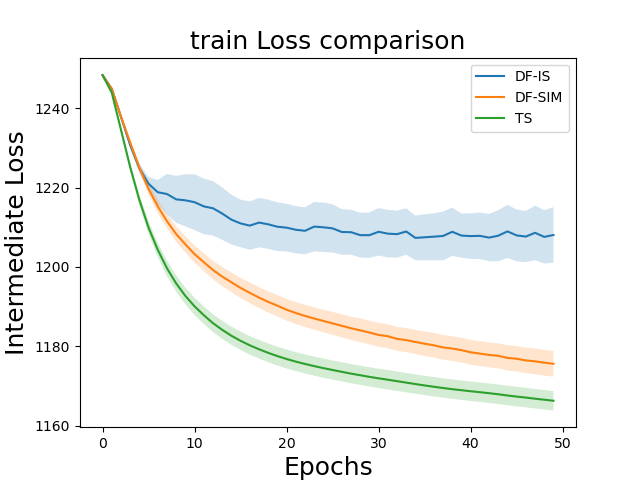 train Loss comparison
Intermediate Loss
1240
1220
1200
1180
1160
DF-IS
DF-SIM
TS
0 10 20 30 40 50
Epochs